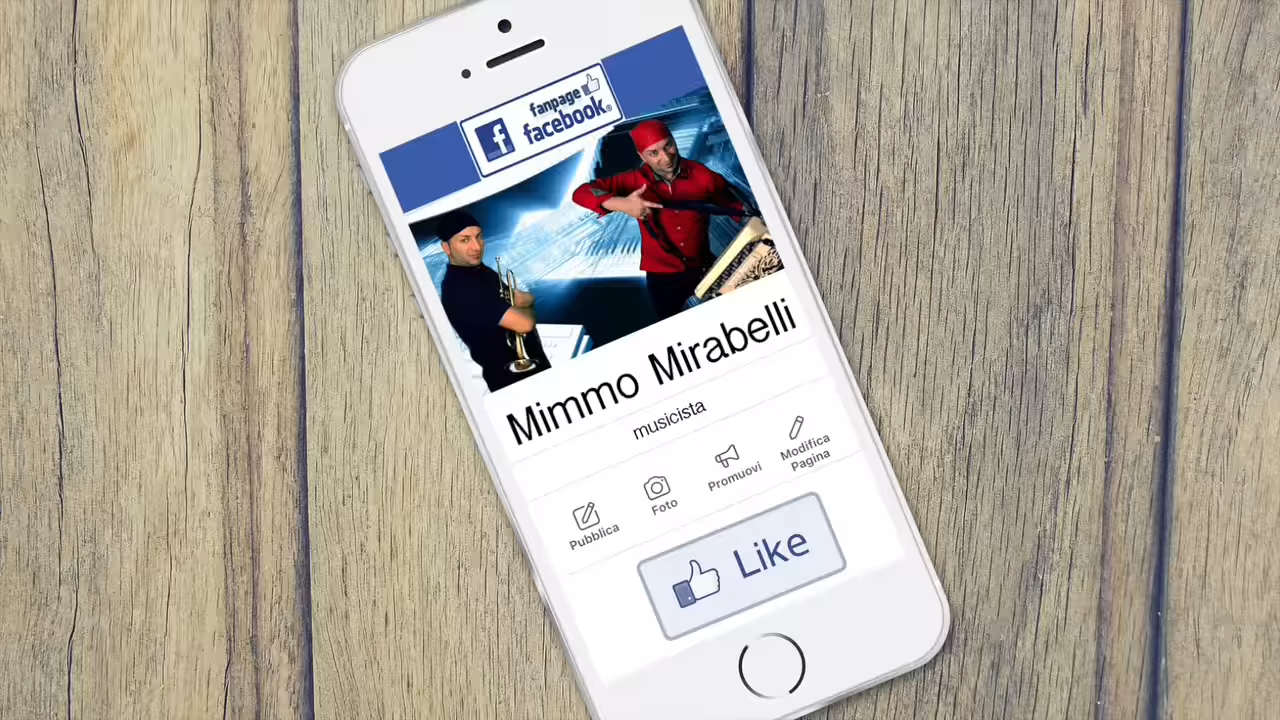 fanpage
facebook®
Mimmo Mirabelli
musicista
Pubblica
Foto
Promuovi
Modifica
Pagina
Like